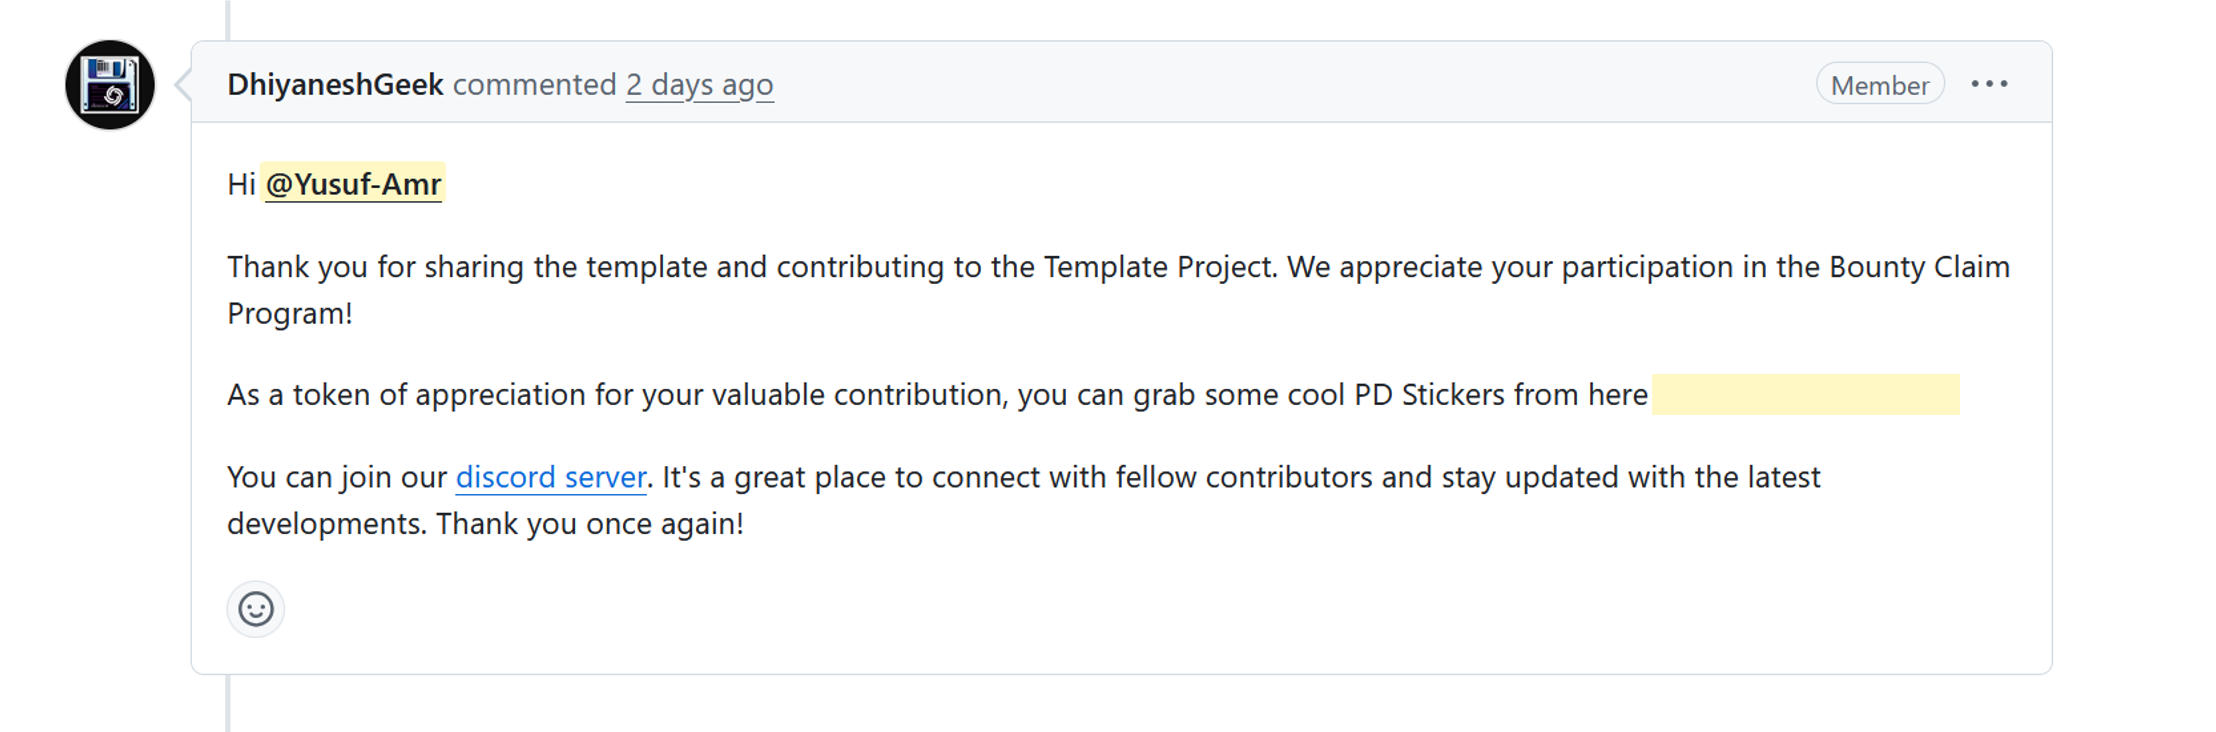 DhiyaneshGeek commented 2 days ago Member
Hi @Yusuf-Amr
Thank you for sharing the template and contributing to the Template Project. We appreciate your participation in the Bounty Claim
Program!
As a token of appreciation for your valuable contribution, you can grab some cool PD Stickers from here
You can join our discord server. It's a great place to connect with fellow contributors and stay updated with the latest
developments. Thank you once again!